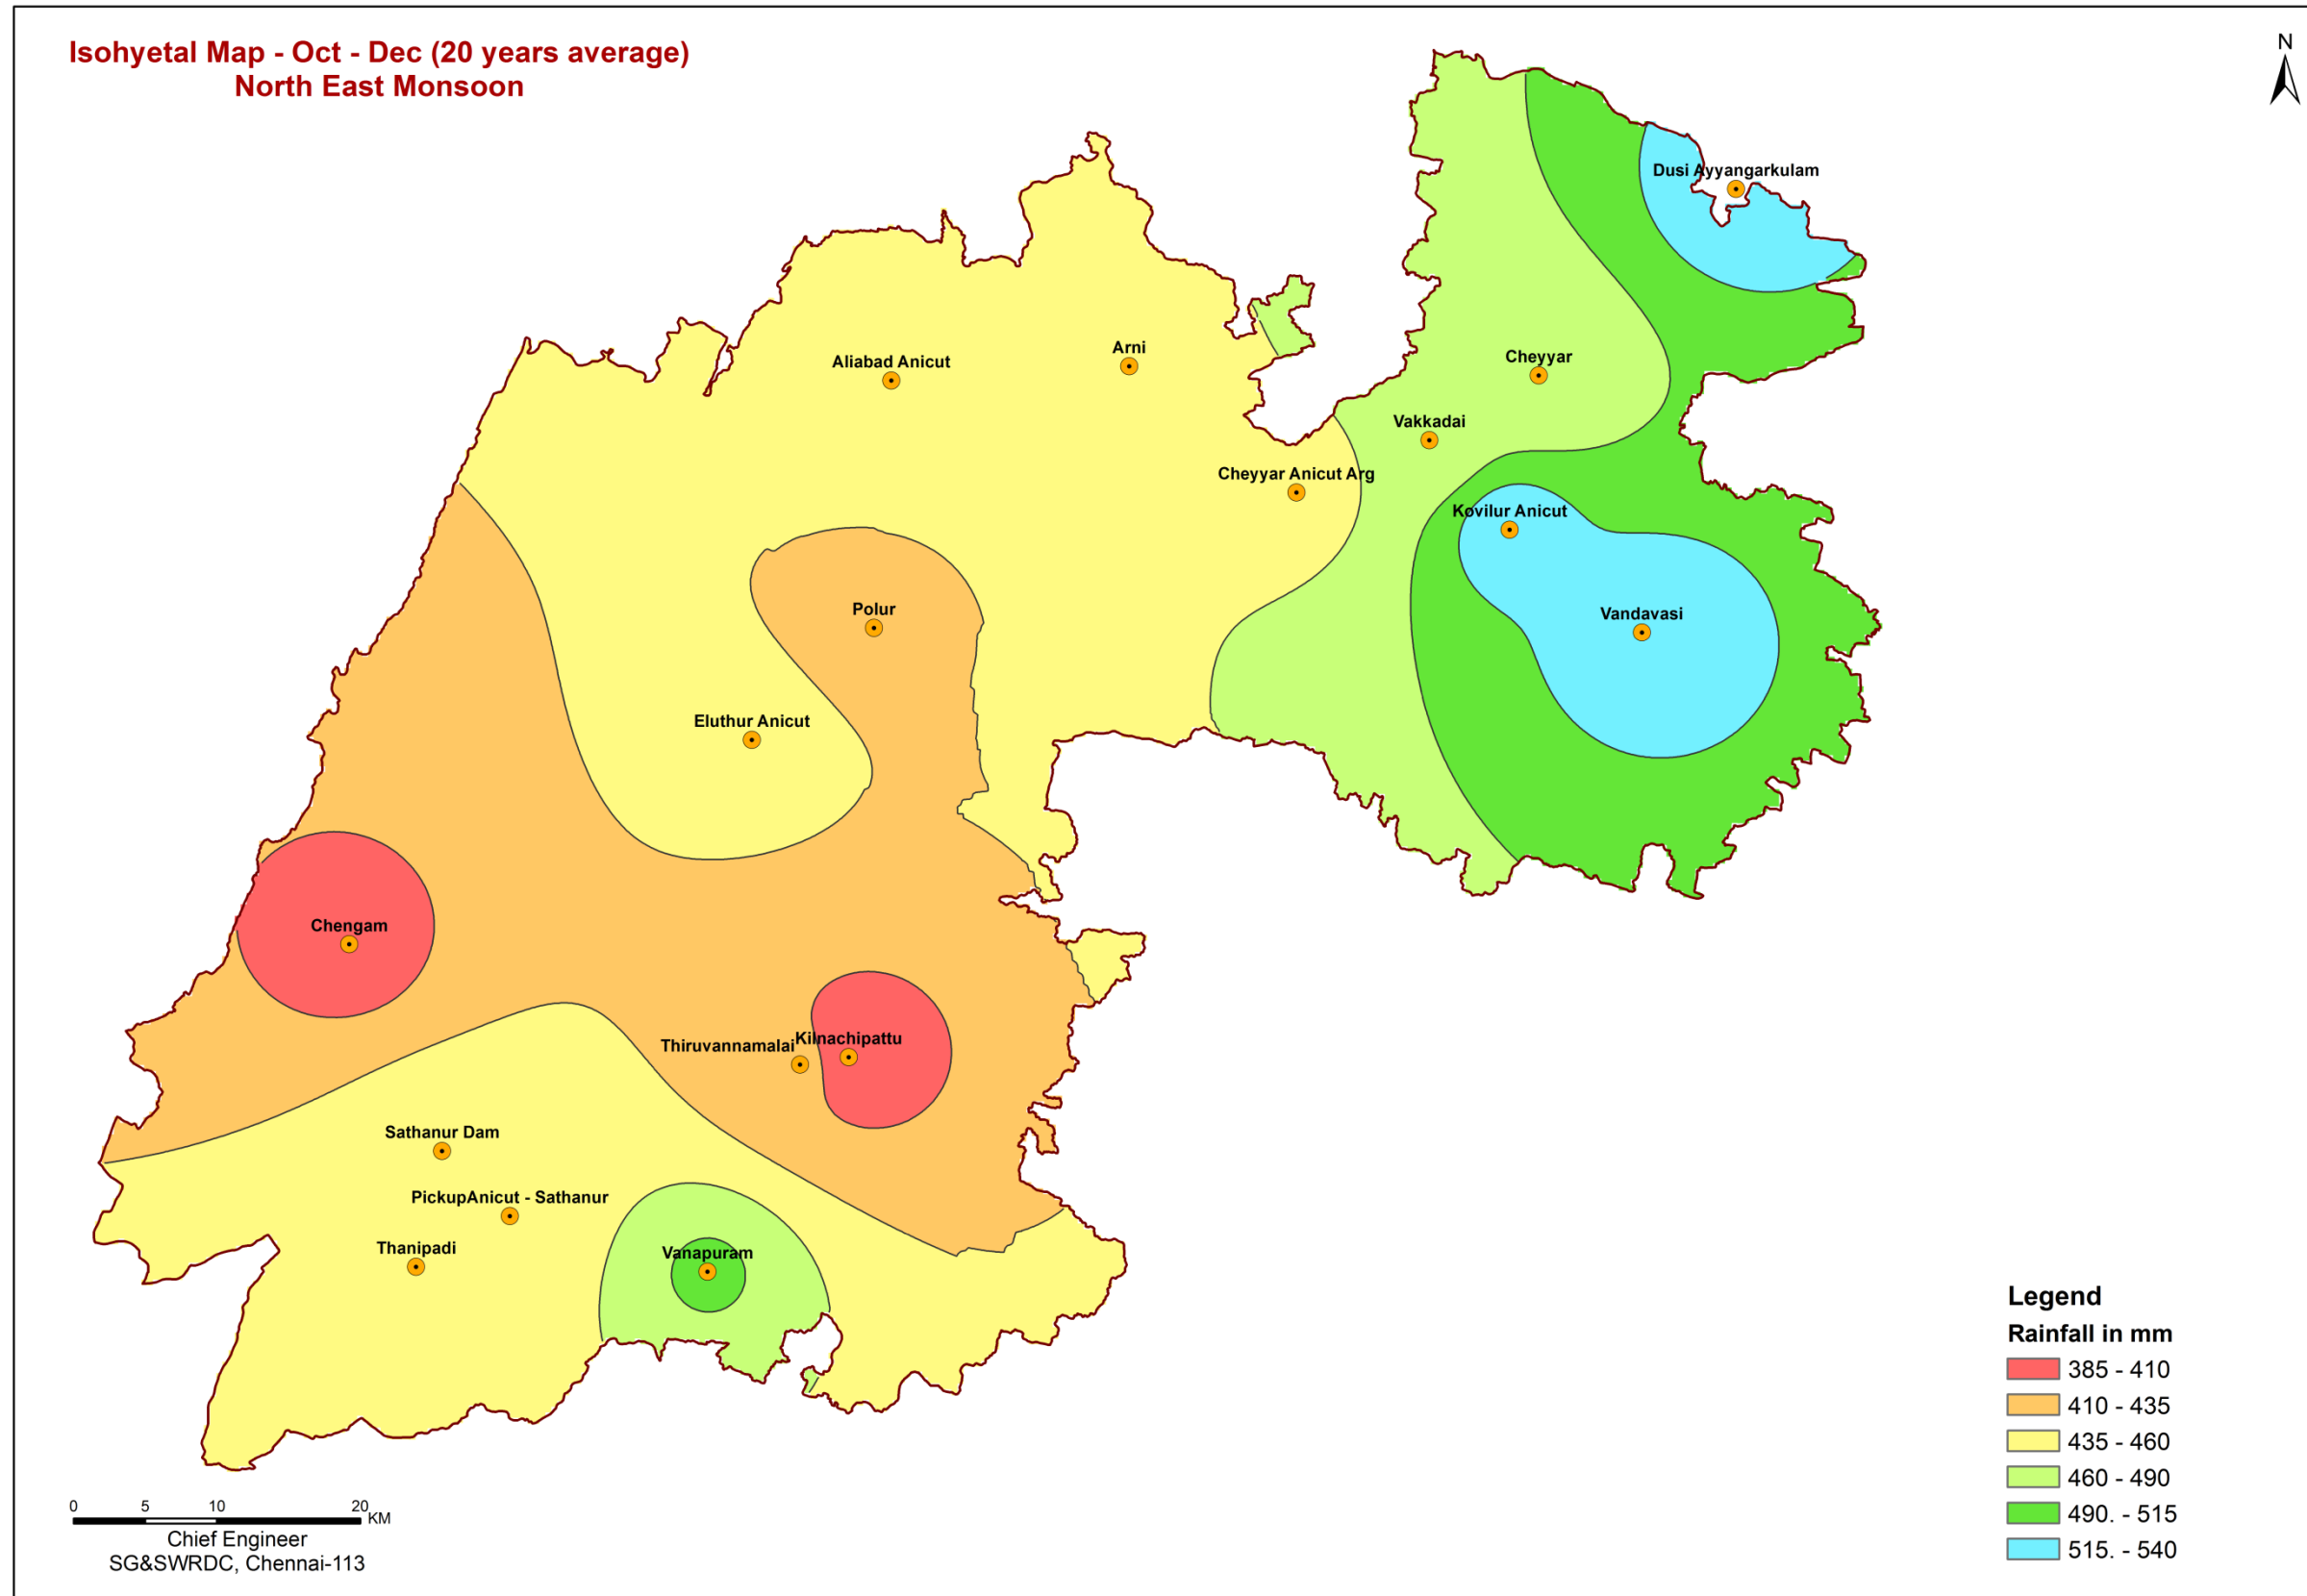 Isohyetal Map - Oct - Dec (20 years average)
North East Monsoon
N
Dusi Ayyangarkulam
Arni
Aliabad Anicut
Cheyyar
Vakkadai
Cheyyar Anicut Arg
Kovilur Anicut
Polur
Vandavasi
Eluthur Anicut
Chengam
Thiruvannamalai
Kilnachipattu
Sathanur Dam
PickupAnicut - Sathanur
Thanipadi
Vanapuram
Legend
Rainfall in mm
385 - 410
410 - 435
435 - 460
460 - 490
490. - 515
515. - 540
0 5 10 20
KM
Chief Engineer
SG&SWRDC, Chennai-113